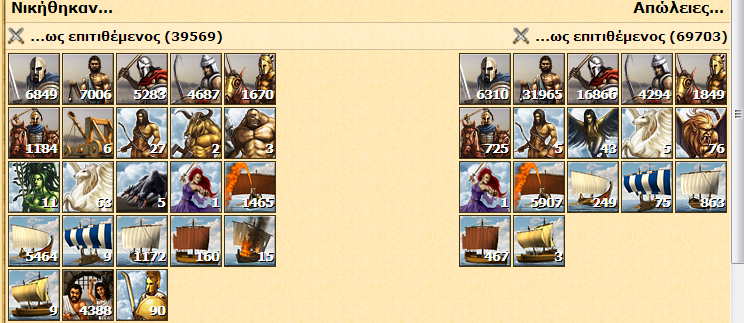 Νικήθηκαν... Απώλειες...
...ως επιτιθέμενος (39569) ...ως επιτιθέμενος (69703)
6849 7006 5283 4687 1670 6310 31965 16866 4294 1849
1184 6 27 2 3 725 5 43 5 76
11 63 5 1 1465 1 5907 249 75 863
5464 9 1172 160 15 467 3
9 4388 90